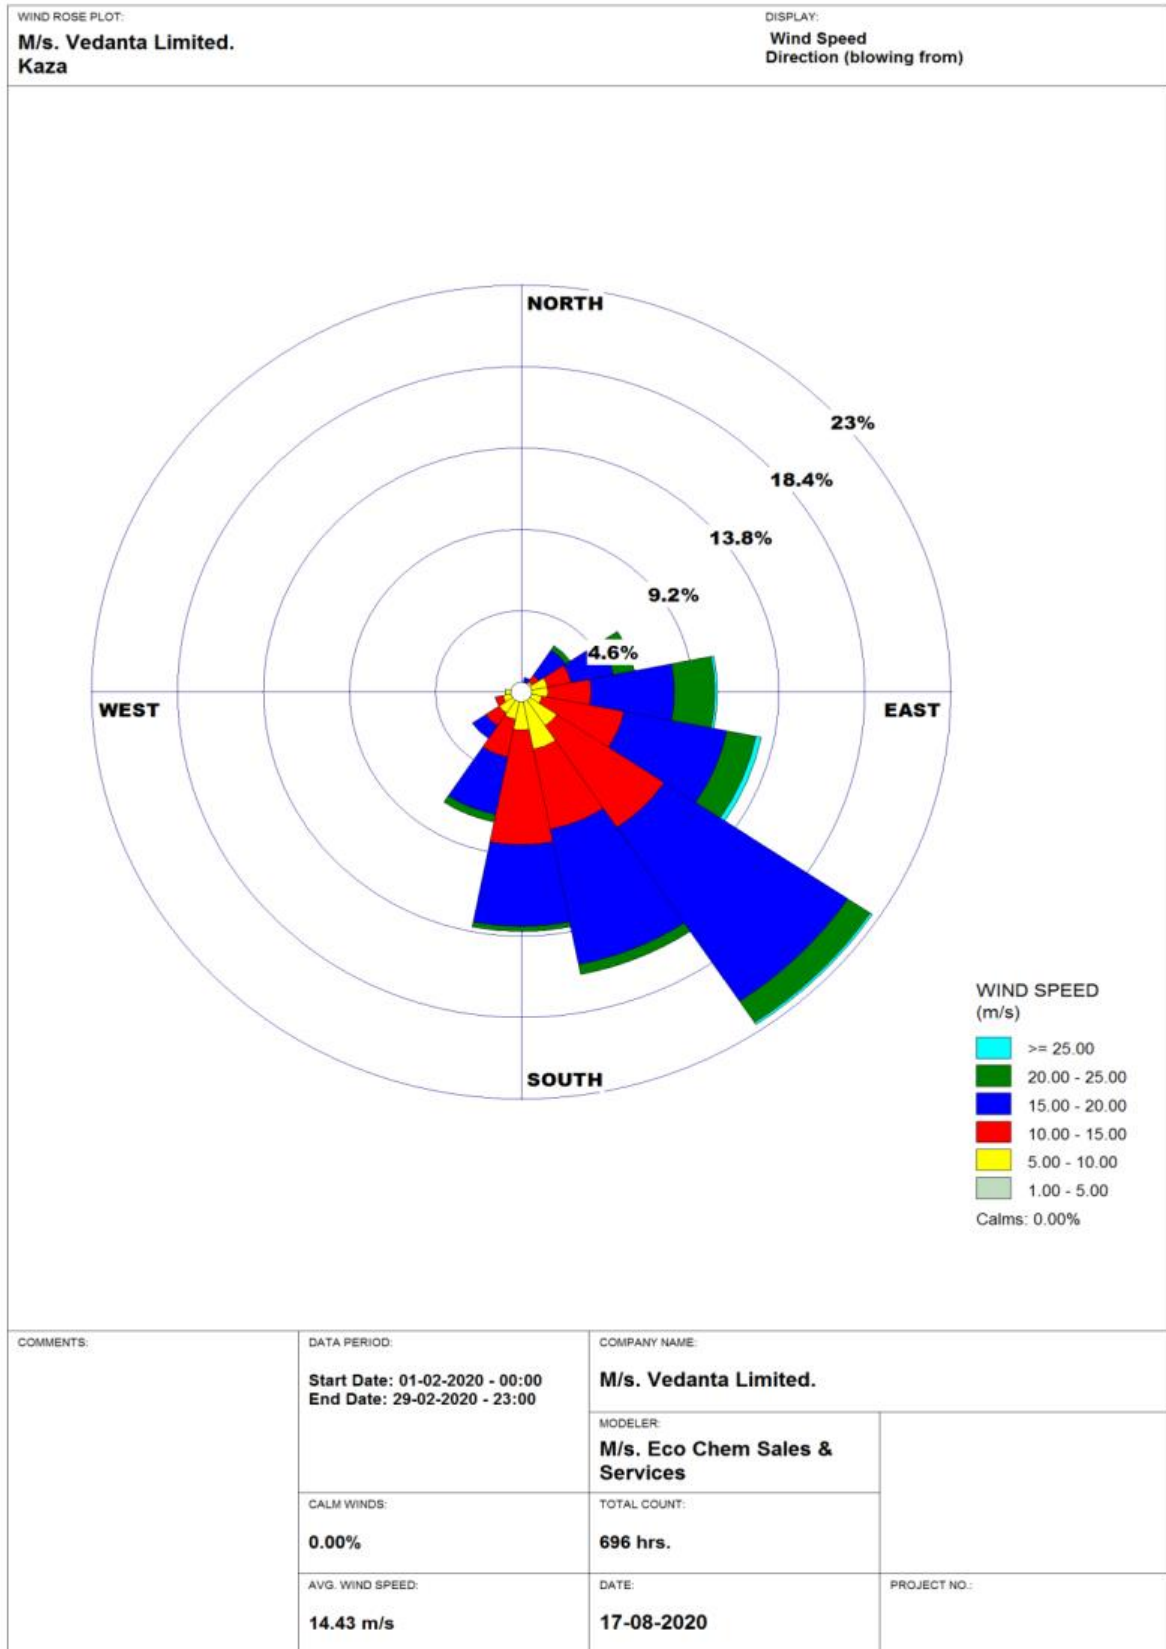 WIND ROSE PLOT:
M/s. Vedanta Limited.
Kaza
DISPLAY:
Wind Speed
Direction (blowing from)
NORTH
23%
18.4%
13.8%
9.2%
4.6%
WEST
EAST
SOUTH
WIND SPEED
(m/s)
>= 25.00
20.00 - 25.00
15.00 - 20.00
10.00 - 15.00
5.00 - 10.00
1.00 - 5.00
Calms: 0.00%
COMMENTS:
DATA PERIOD:
Start Date: 01-02-2020 - 00:00
End Date: 29-02-2020 - 23:00
COMPANY NAME:
M/s. Vedanta Limited.
MODELER:
M/s. Eco Chem Sales &
Services
CALM WINDS:
0.00%
TOTAL COUNT:
696 hrs.
AVG. WIND SPEED:
14.43 m/s
DATE:
17-08-2020
PROJECT NO.: